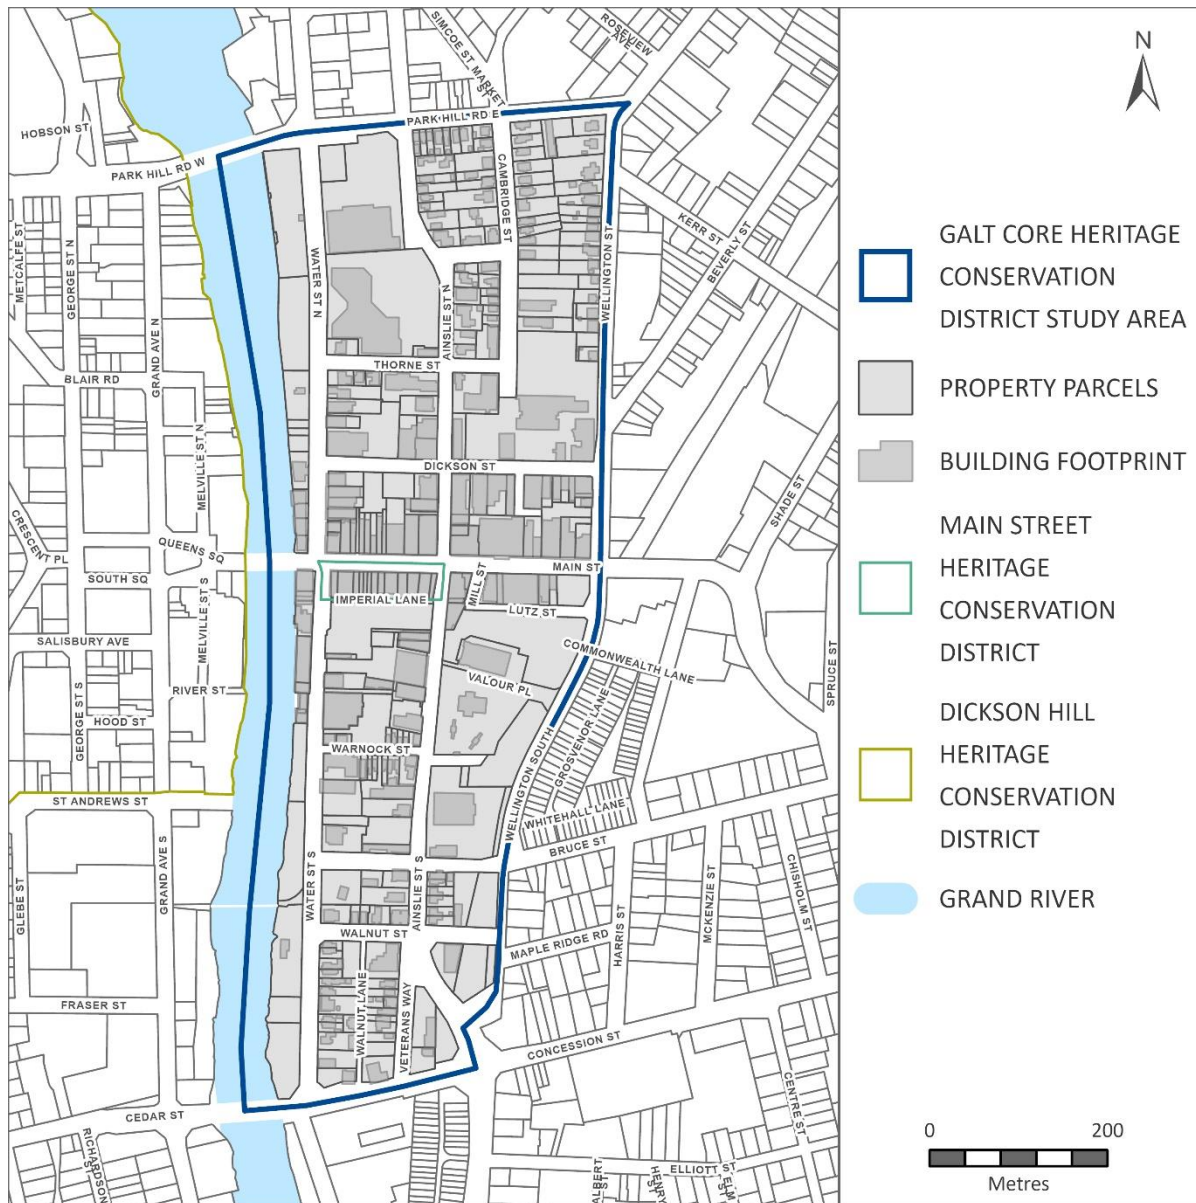 SIMCOE ST
MARKET ST
ROSEVIEW AVE
HOBSON ST
PARK HILL RD E
PARK HILL RD W
METCALFE ST
GEORGE ST N
GRAND AVE N
CAMBRIDGE ST
KERR ST
BEVERLY ST
WATER ST N
AINSLIE ST N
WELLINGTON ST
THORNE ST
BLAIR RD
MELVILLE ST N
DICKSON ST
SHADE ST
CRESCENT PL
QUEENS SQ
SOUTH SQ
MAIN ST
MILL ST
IMPERIAL LANE
LUTZ ST
SALISBURY AVE
MELVILLE ST S
COMMONWEALTH LANE
SPRUCE ST
RIVER ST
VALOUR PL
GEORGE ST S
HOOD ST
GROSVENOR LANE
WARNOCK ST
WELLINGTON SOUTH
ST ANDREWS ST
WHITEHALL LANE
BRUCE ST
GLEBE ST
GRAND AVE S
WATER ST S
AINSLIE ST S
HARRIS ST
MCKENZIE ST
CHISHOLM ST
WALNUT ST
MAPLE RIDGE RD
FRASER ST
WALNUT LANE
VETERANS WAY
CONCESSION ST
CENTRE ST
CEDAR ST
RICHARDSON ST
ELLIOTT ST
ALBERT ST
HENRY ST
ELM ST
N
GALT CORE HERITAGE
CONSERVATION
DISTRICT STUDY AREA
PROPERTY PARCELS
BUILDING FOOTPRINT
MAIN STREET
HERITAGE
CONSERVATION
DISTRICT
DICKSON HILL
HERITAGE
CONSERVATION
DISTRICT
GRAND RIVER
0 200
Metres